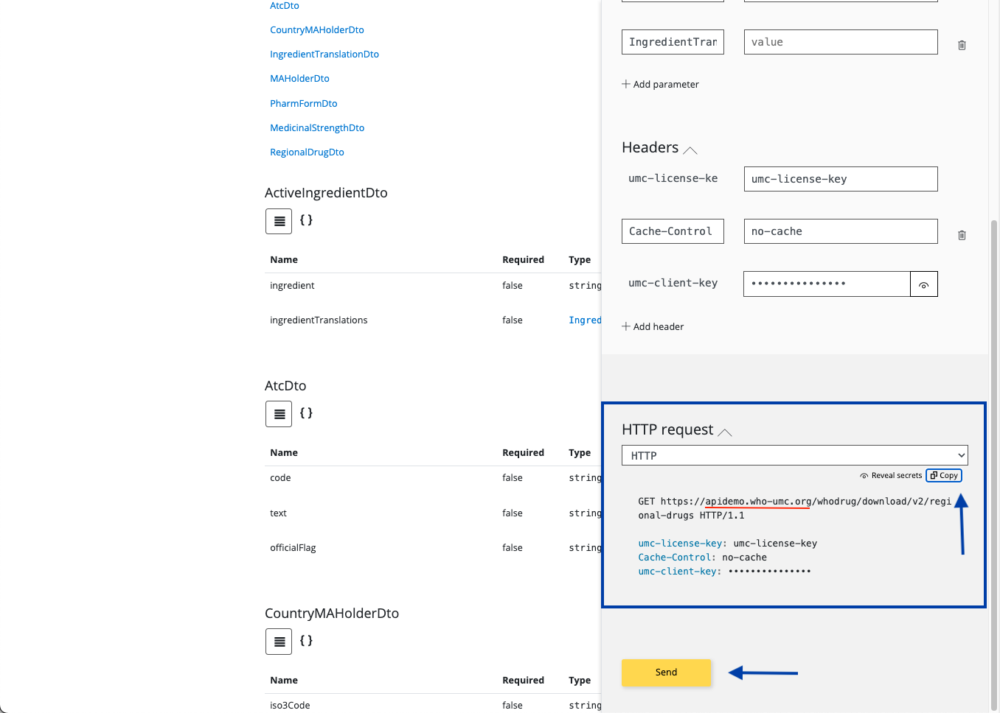 AtcDto
CountryMAHolderDto
IngredientTranslationDto
MAHolderDto
PharmFormDto
MedicinalStrengthDto
RegionalDrugDto
ActiveIngredientDto
{ }
Name Required Type
ingredient false string
ingredientTranslations false Ingred
AtcDto
{ }
Name Required Type
code false string
text false string
officialFlag false string
CountryMAHolderDto
{ }
Name Required Type
iso3Code false string
IngredientTran value
+ Add parameter
Headers
umc-license-ke umc-license-key
Cache-Control no-cache
umc-client-key •••••••••••••••
+ Add header
HTTP request
HTTP
Reveal secrets Copy
GET https://apidemo.who-umc.org/whodrug/download/v2/regi
onal-drugs HTTP/1.1
umc-license-key: umc-license-key
Cache-Control: no-cache
umc-client-key: •••••••••••••••
Send